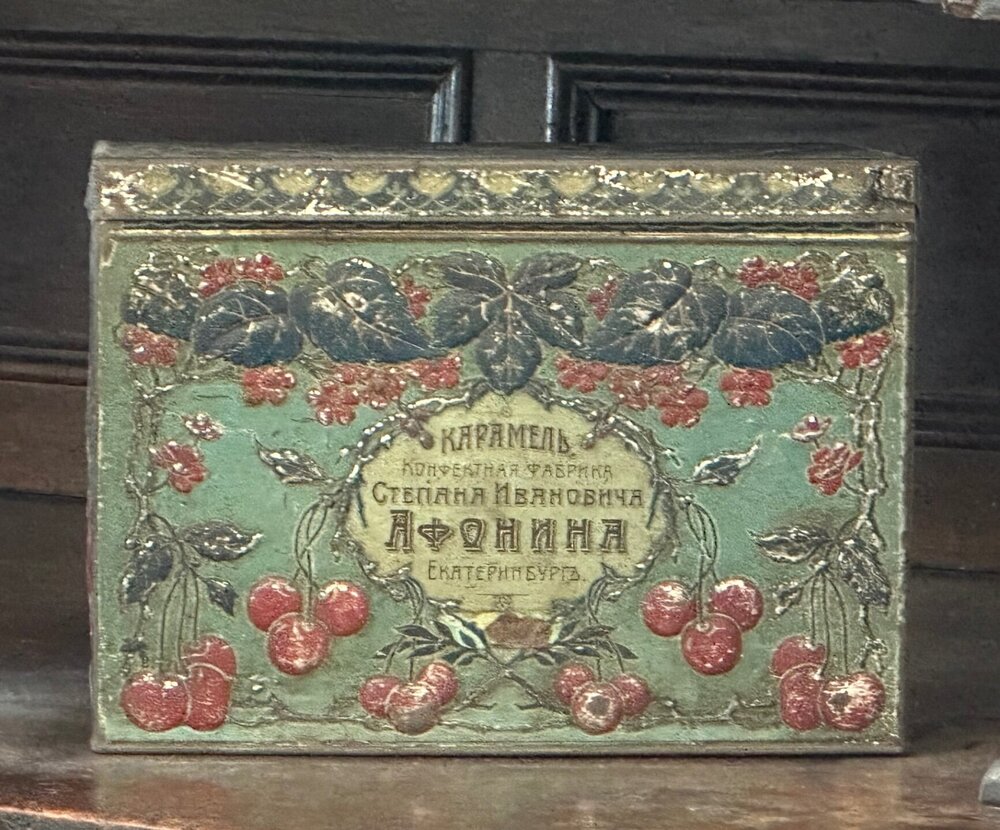 КАРАМЕЛЬ.
КОНФЕКТНАЯ ФАБРИКА
СТЕПАНА ИВАНОВИЧА
АФОНИНА
ЕКАТЕРИНБУРГЪ.